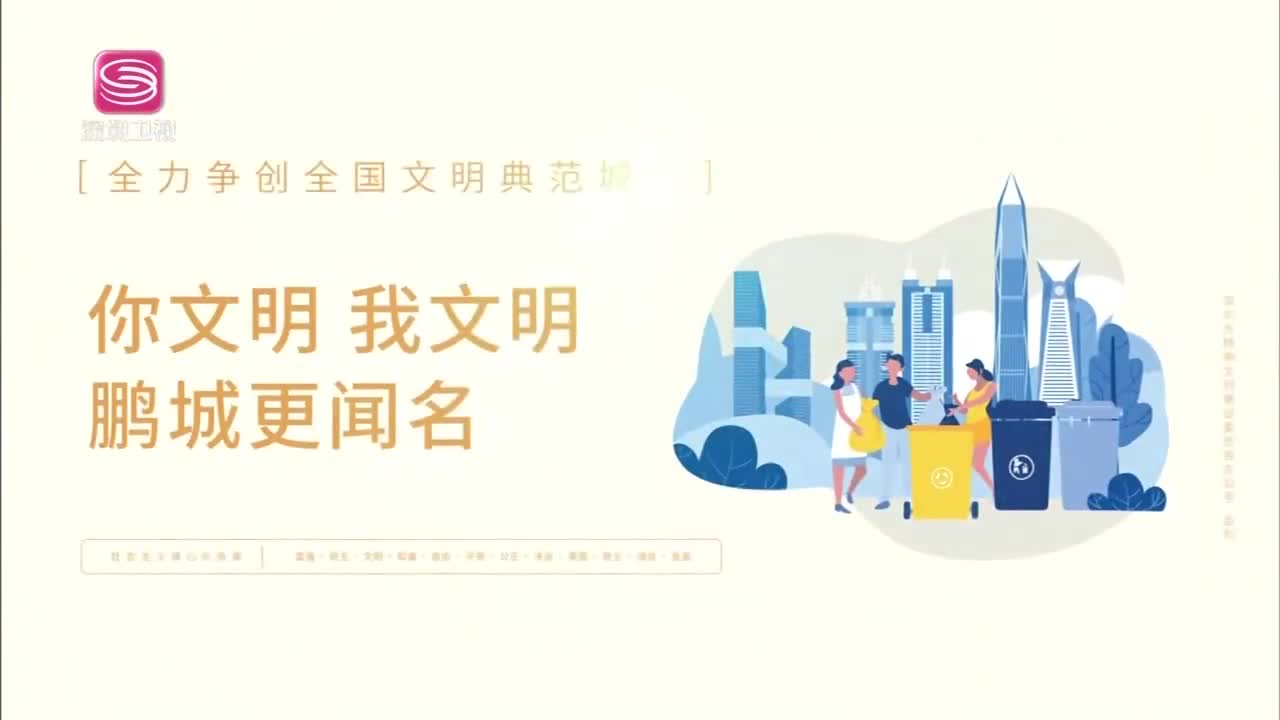 深圳卫视
[ 全力争创全国文明典范城 ]
你文明 我文明
鹏城更闻名
社会主义核心价值观 | 富强·民主·文明·和谐·自由·平等·公正·法治·爱国·敬业·诚信·友善